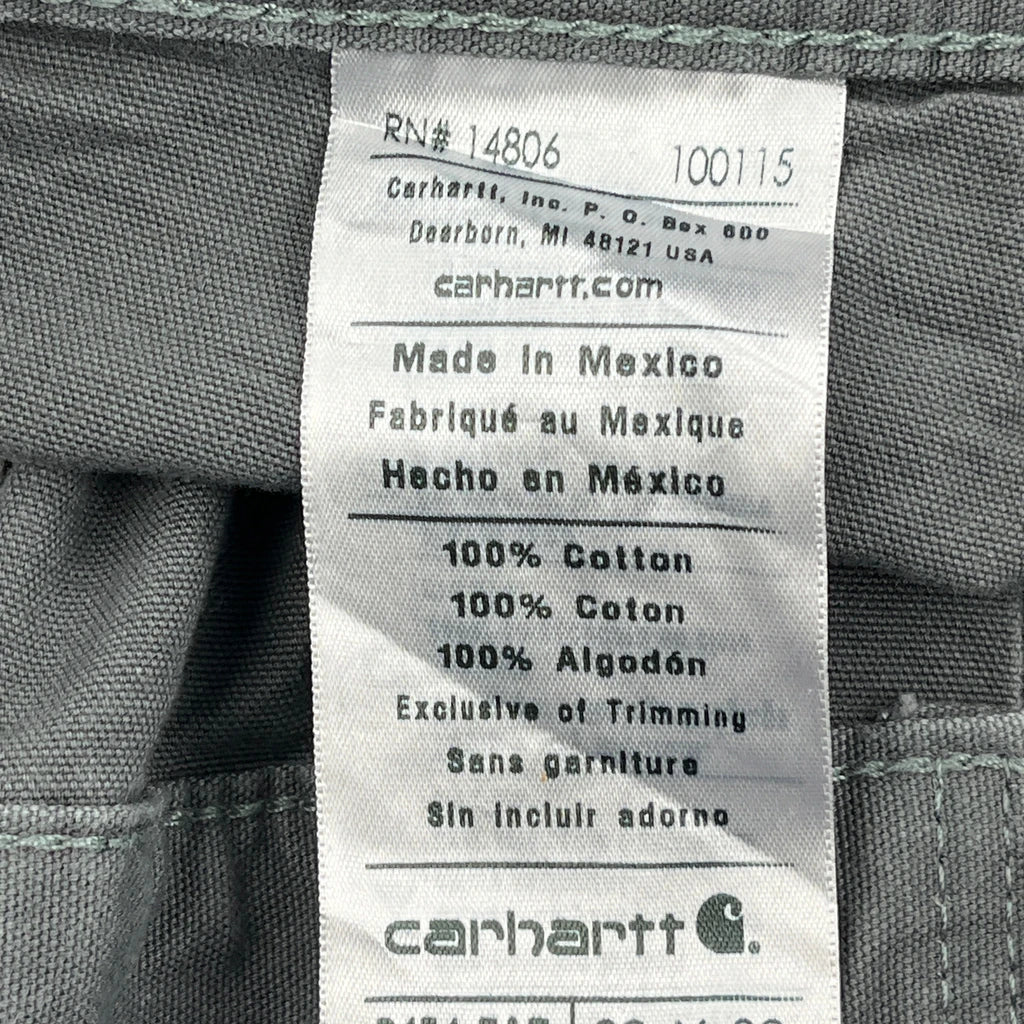 RN# 14806 100115
Carhartt, Inc. P. O. Box 600
Dearborn, MI 48121 USA
carhartt.com
Made in Mexico
Fabriqué au Mexique
Hecho en México
100% Cotton
100% Coton
100% Algodón
Exclusive of Trimming
Sans garniture
Sin incluir adorno
carhartt